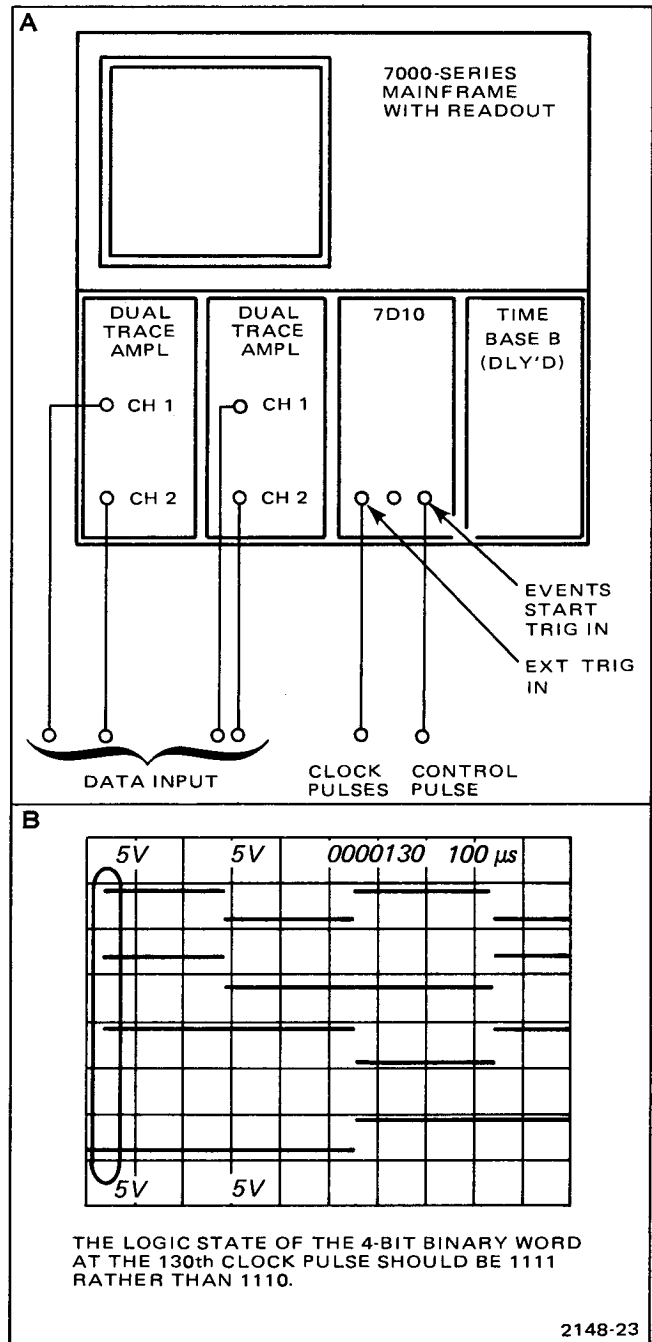 A
7000-SERIES
MAINFRAME
WITH READOUT
DUAL
TRACE
AMPL
CH 1
CH 2
DUAL
TRACE
AMPL
CH 1
CH 2
7D10
TIME
BASE B
(DLY'D)
EVENTS
START
TRIG IN
EXT TRIG
IN
DATA INPUT
CLOCK
PULSES
CONTROL
PULSE
B
5V 5V 0000130 100 μs
5V 5V
THE LOGIC STATE OF THE 4-BIT BINARY WORD
AT THE 130th CLOCK PULSE SHOULD BE 1111
RATHER THAN 1110.
2148-23